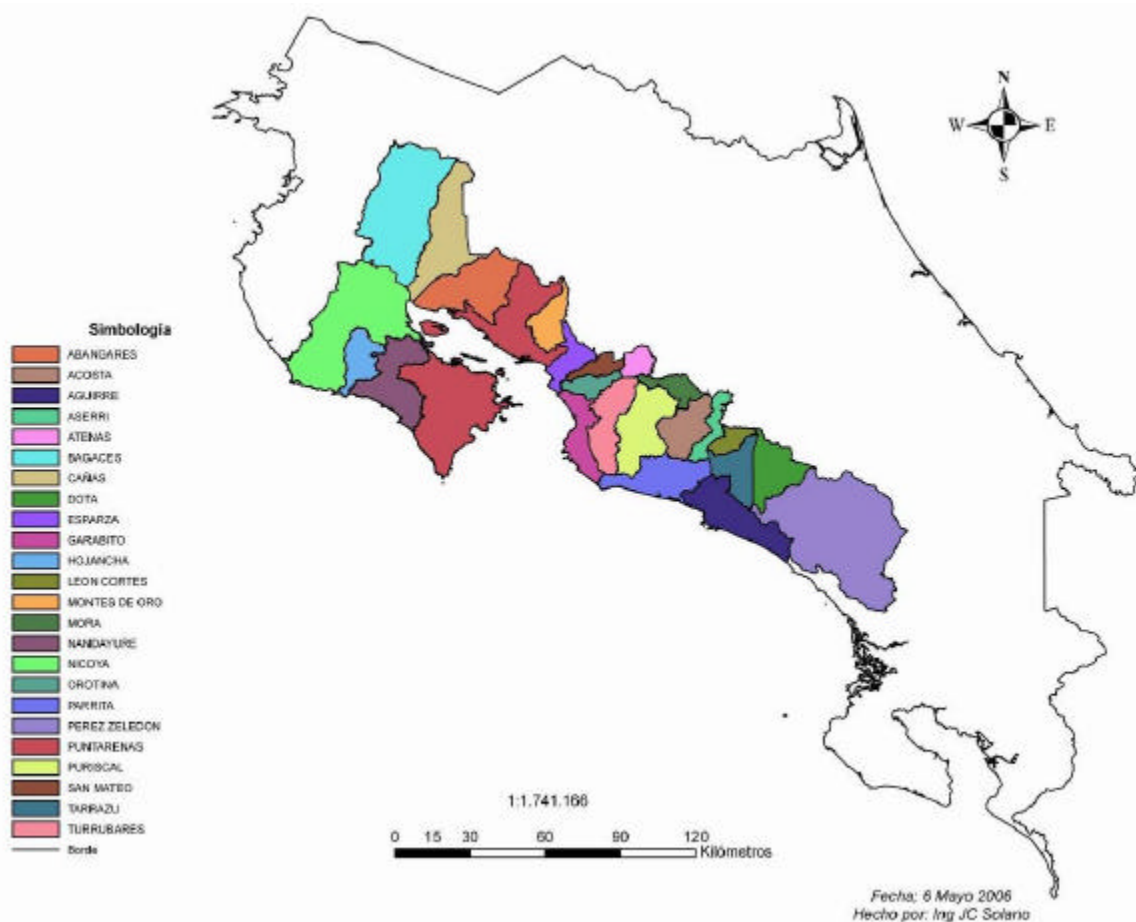 N
W E
S
Simbología
ABANGARES
ACOSTA
AGUIRRE
ASERRI
ATENAS
BAGACES
CAÑAS
DOTA
ESPARZA
GARABITO
HOJANCHA
LEON CORTES
MONTES DE ORO
MORA
NANDAYURE
NICOYA
OROTINA
PARRITA
PEREZ ZELEDON
PUNTARENAS
PURISCAL
SAN MATEO
TARRAZU
TURRUBARES
Borde
1:1.741.166
0 15 30 60 90 120
Kilómetros
Fecha; 6 Mayo 2006
Hecho por: Ing JC Solano